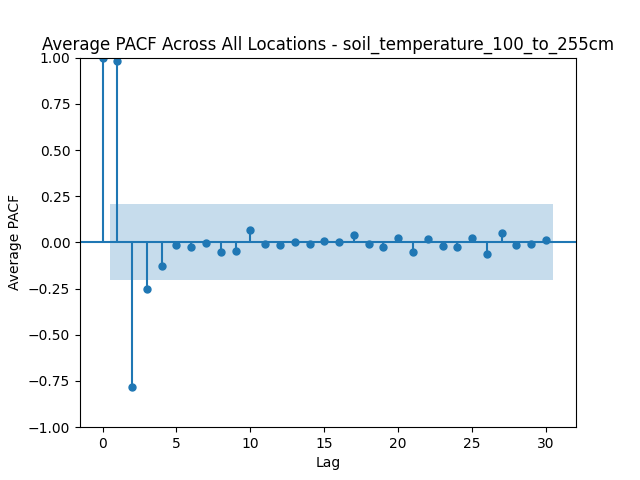 Average PACF Across All Locations - soil_temperature_100_to_255cm
1.00
0.75
0.50
0.25
0.00
−0.25
−0.50
−0.75
−1.00
Average PACF
0 5 10 15 20 25 30
Lag